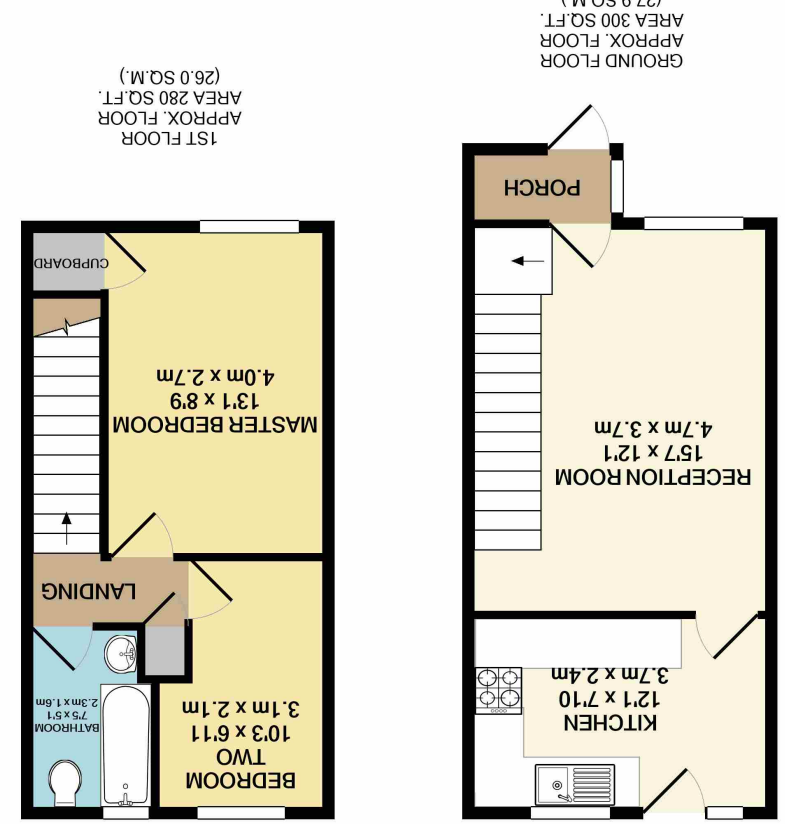 KITCHEN
12'1 x 7'10
3.7m x 2.4m
RECEPTION ROOM
15'7 x 12'1
4.7m x 3.7m
PORCH
GROUND FLOOR
APPROX. FLOOR
AREA 300 SQ.FT.
(27.9 SQ.M.)
BEDROOM
TWO
10'3 x 6'11
3.1m x 2.1m
BATHROOM
7'5 x 5'1
2.3m x 1.6m
LANDING
MASTER BEDROOM
13'1 x 8'9
4.0m x 2.7m
CUPBOARD
1ST FLOOR
APPROX. FLOOR
AREA 280 SQ.FT.
(26.0 SQ.M.)